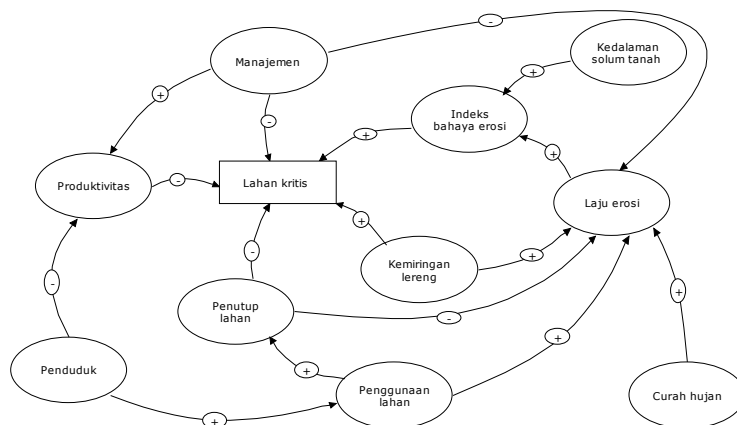 -
Manajemen
Kedalaman
solum tanah
+
+
Indeks
bahaya erosi
-
+
+
Produktivitas
-
Lahan kritis
Laju erosi
+
-
+
Kemiringan
lereng
-
+
Penutup
lahan
-
+
+
Penduduk
+
Penggunaan
lahan
Curah hujan
+